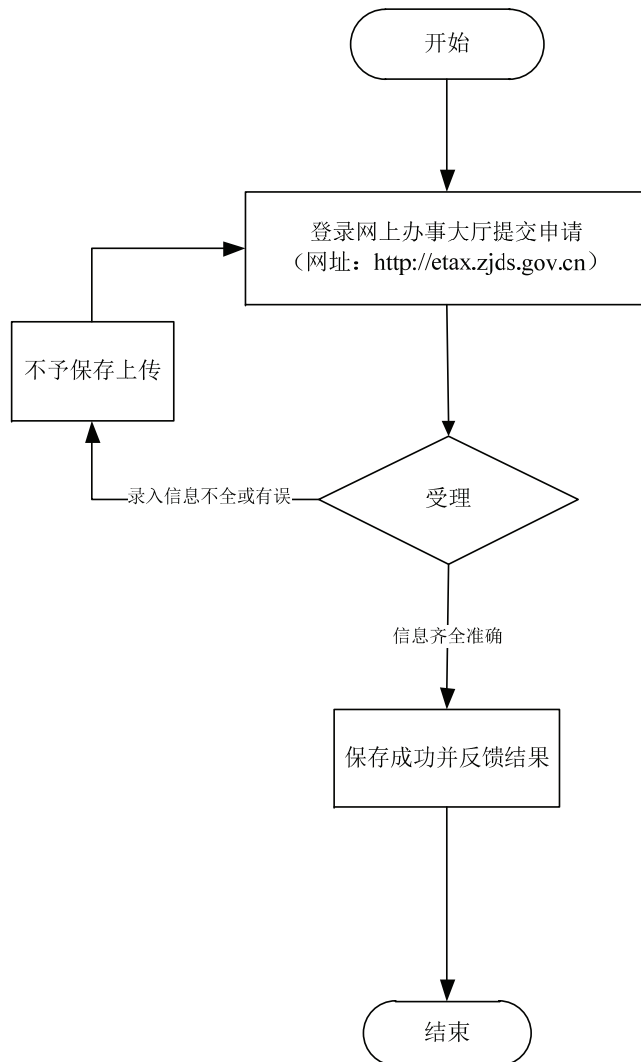 开始
登录网上办事大厅提交申请
（网址：http://etax.zjds.gov.cn）
不予保存上传
录入信息不全或有误
受理
信息齐全准确
保存成功并反馈结果
结束